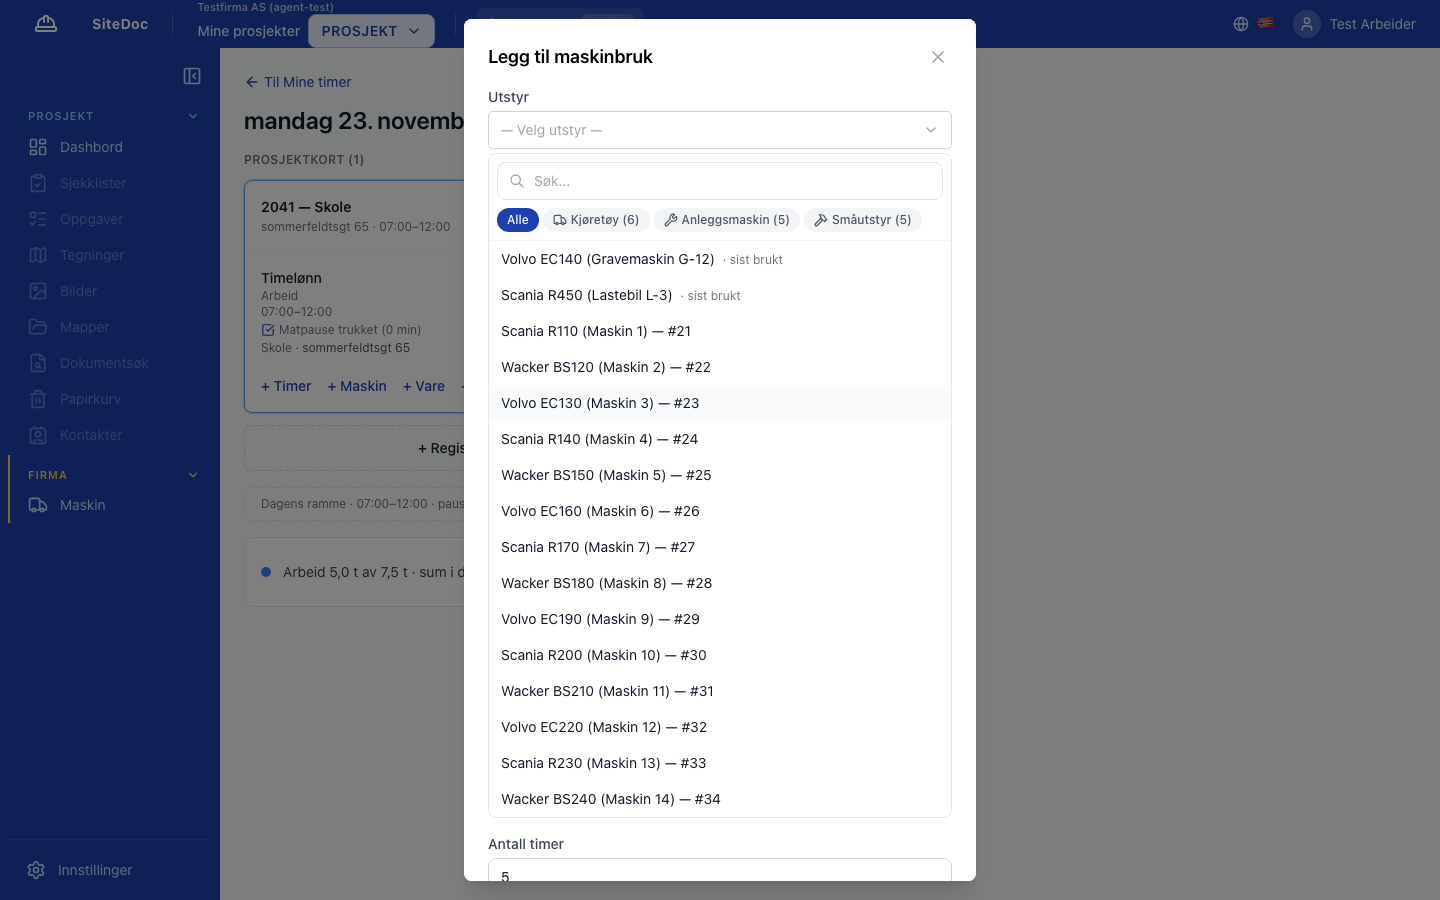 SiteDoc
Testfirma AS (agent-test)
Mine prosjekter
PROSJEKT
Test Arbeider
PROSJEKT
Dashbord
Sjekklister
Oppgaver
Tegninger
Bilder
Mapper
Dokumentsøk
Papirkurv
Kontakter
FIRMA
Maskin
Innstillinger
Til Mine timer
mandag 23. novemb
PROSJEKTKORT (1)
2041 — Skole
sommerfeldtsgt 65 · 07:00–12:00
Timelønn
Arbeid
07:00–12:00
Matpause trukket (0 min)
Skole · sommerfeldtsgt 65
+ Timer + Maskin + Vare
+ Regis
Dagens ramme · 07:00–12:00 · paus
Arbeid 5,0 t av 7,5 t · sum i d
Legg til maskinbruk
Utstyr
— Velg utstyr —
Søk...
Alle Kjøretøy (6) Anleggsmaskin (5) Småutstyr (5)
Volvo EC140 (Gravemaskin G-12) · sist brukt
Scania R450 (Lastebil L-3) · sist brukt
Scania R110 (Maskin 1) — #21
Wacker BS120 (Maskin 2) — #22
Volvo EC130 (Maskin 3) — #23
Scania R140 (Maskin 4) — #24
Wacker BS150 (Maskin 5) — #25
Volvo EC160 (Maskin 6) — #26
Scania R170 (Maskin 7) — #27
Wacker BS180 (Maskin 8) — #28
Volvo EC190 (Maskin 9) — #29
Scania R200 (Maskin 10) — #30
Wacker BS210 (Maskin 11) — #31
Volvo EC220 (Maskin 12) — #32
Scania R230 (Maskin 13) — #33
Wacker BS240 (Maskin 14) — #34
Antall timer
5